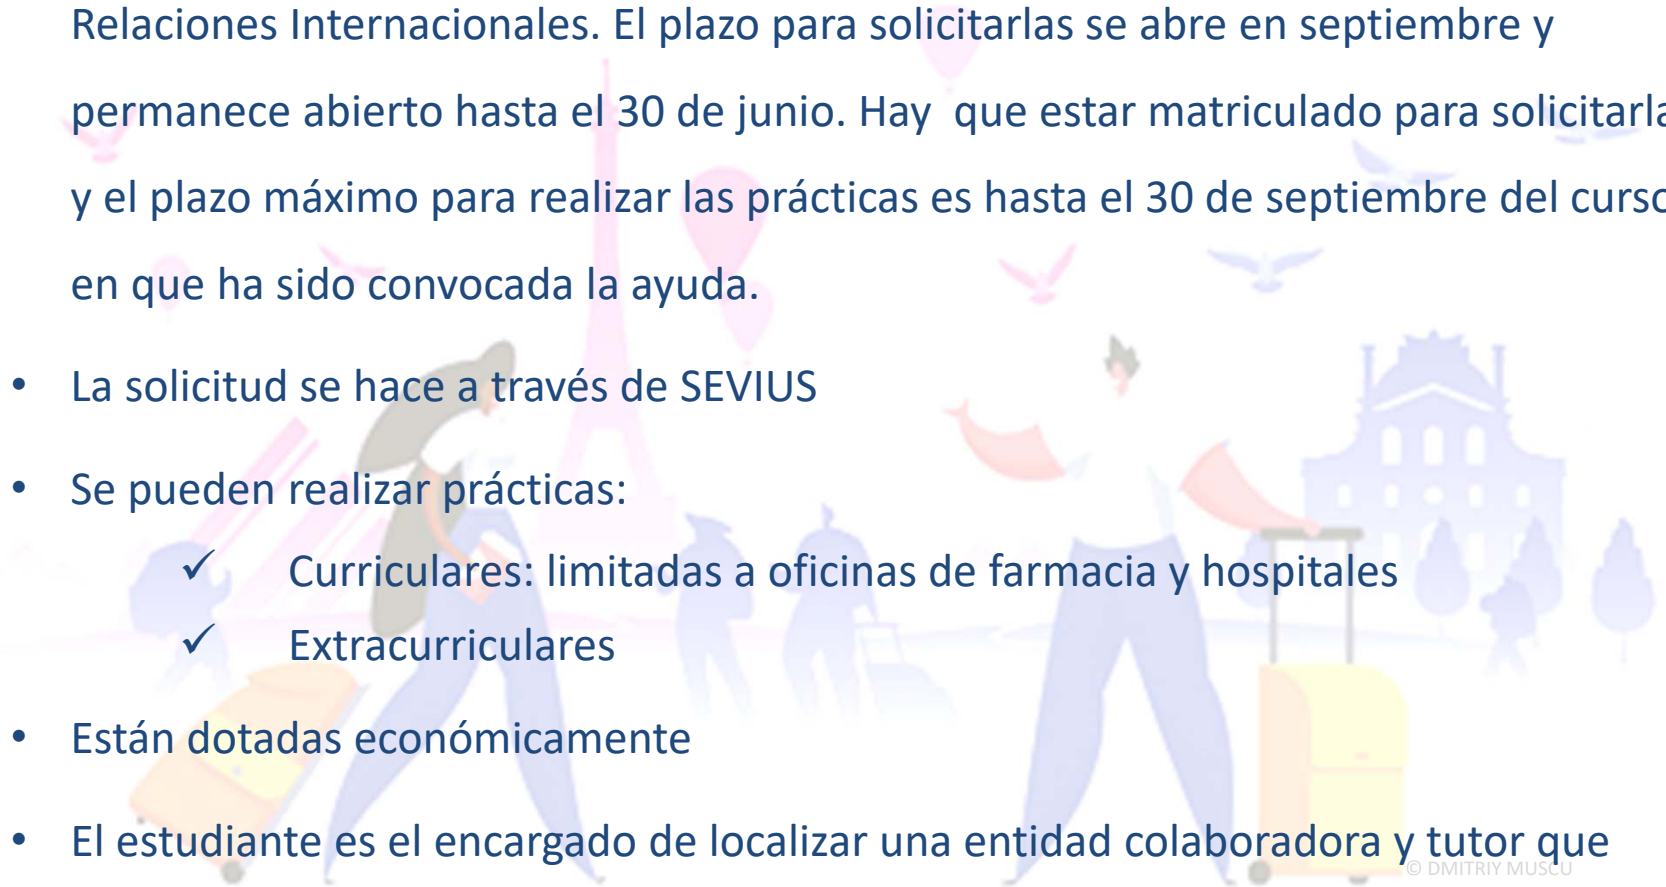 Relaciones Internacionales. El plazo para solicitarlas se abre en septiembre y
permanece abierto hasta el 30 de junio. Hay  que estar matriculado para solicitarla
y el plazo máximo para realizar las prácticas es hasta el 30 de septiembre del curso
en que ha sido convocada la ayuda.
• La solicitud se hace a través de SEVIUS
• Se pueden realizar prácticas:
✓ Curriculares: limitadas a oficinas de farmacia y hospitales
✓ Extracurriculares
• Están dotadas económicamente
• El estudiante es el encargado de localizar una entidad colaboradora y tutor que
© DMITRIY MUSCU